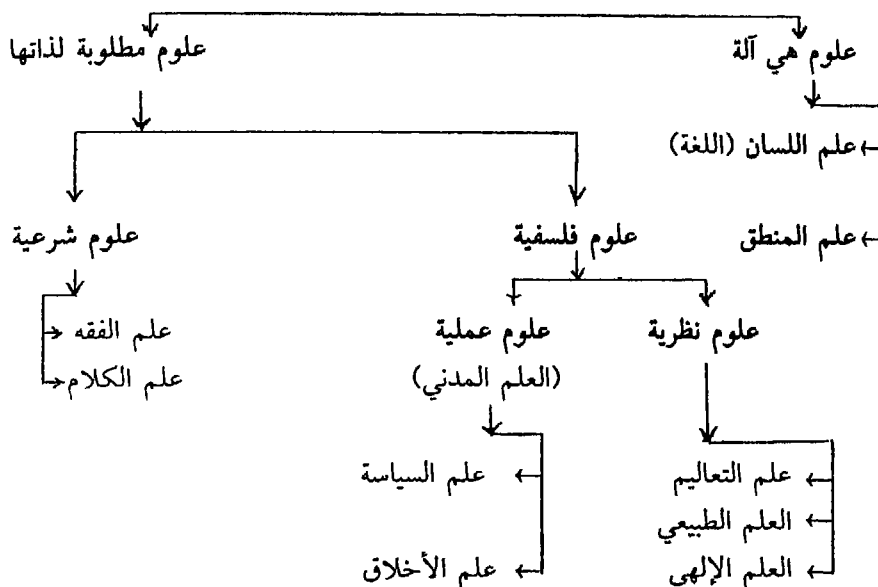 علوم هي آلة
علوم مطلوبة لذاتها
علم اللسان (اللغة)
علم المنطق
علوم فلسفية
علوم شرعية
علوم نظرية
علوم عملية
(العلم المدني)
علم الفقه
علم الكلام
علم التعاليم
العلم الطبيعي
العلم الإلهي
علم السياسة
علم الأخلاق